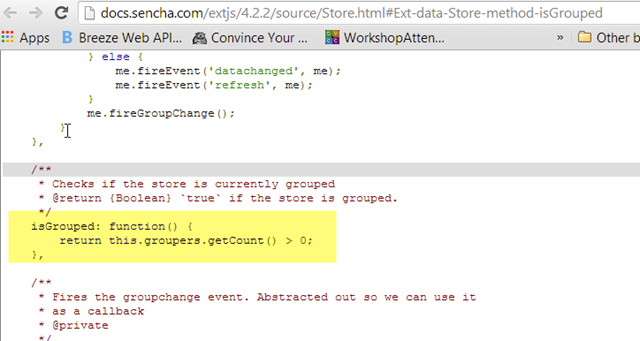 docs.sencha.com/extjs/4.2.2/source/Store.html#Ext-data-Store-method-isGrouped
Apps Breeze Web API... Convince Your ... WorkshopAtten... » Other b
} else {
me.fireEvent('datachanged', me);
me.fireEvent('refresh', me);
}
me.fireGroupChange();
}
},
/**
* Checks if the store is currently grouped
* @return {Boolean} `true` if the store is grouped.
*/
isGrouped: function() {
return this.groupers.getCount() > 0;
},
/**
* Fires the groupchange event. Abstracted out so we can use it
* as a callback
* @private
*/